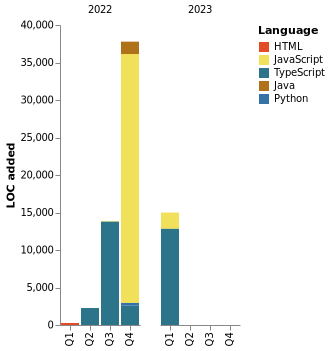 2022 2023
Language
HTML
JavaScript
TypeScript
Java
Python
LOC added
40,000
35,000
30,000
25,000
20,000
15,000
10,000
5,000
0
Q1 Q2 Q3 Q4 Q1 Q2 Q3 Q4